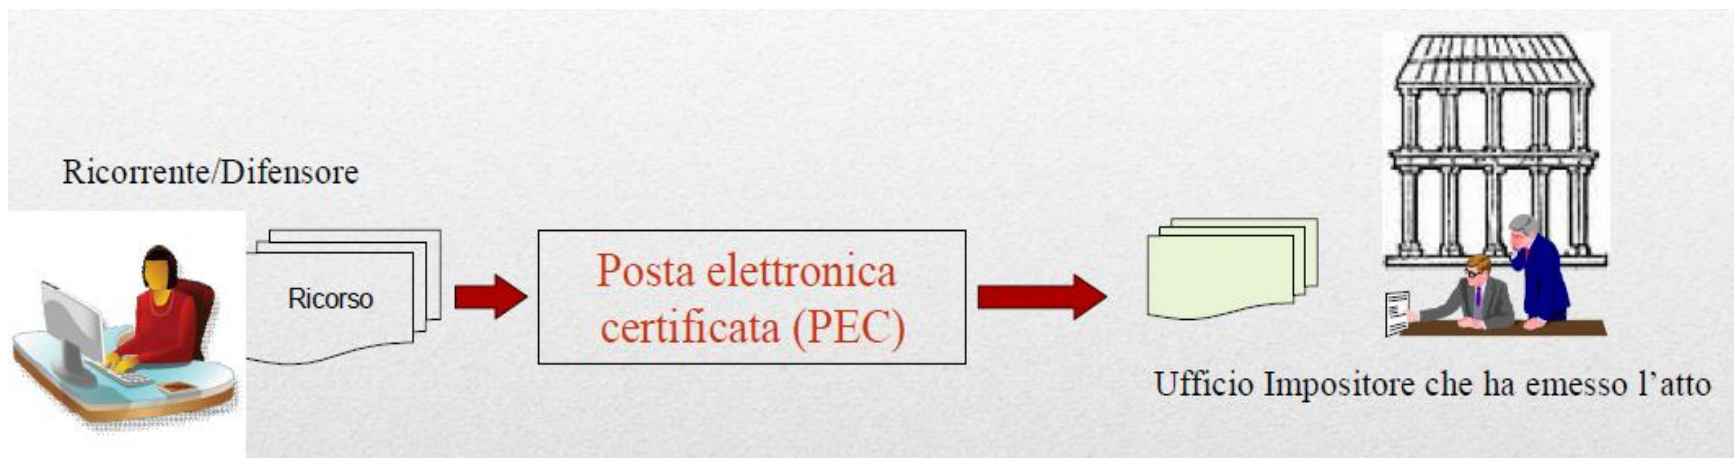 Ricorrente/Difensore
Ricorso
Posta elettronica
certificata (PEC)
Ufficio Impositore che ha emesso l'atto